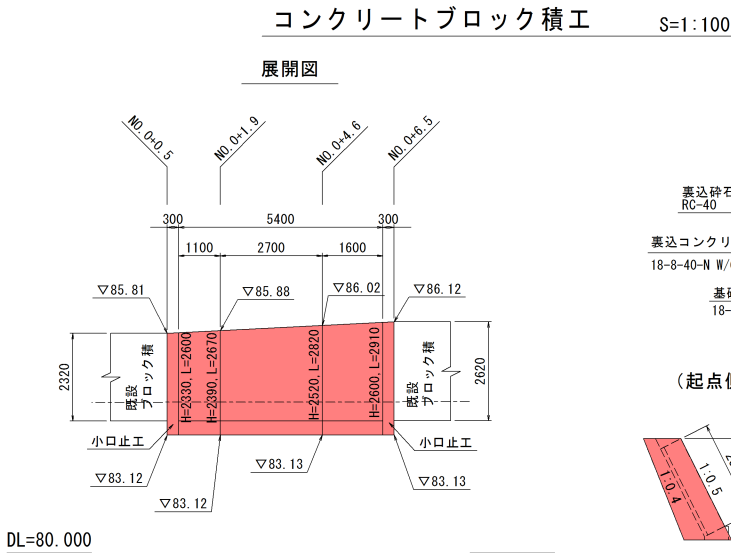 コンクリートブロック積工 S=1:100
展開図
NO.0+0.5
NO.0+1.9
NO.0+4.6
NO.0+6.5
300 5400 300
1100 2700 1600
▽85.81
▽85.88
▽86.02
▽86.12
2320
既設
ブロック積
H=2330, L=2600
H=2390, L=2670
H=2520, L=2820
H=2600, L=2910
既設
ブロック積
2620
小口止工
小口止工
▽83.12
▽83.12
▽83.13
▽83.13
DL=80.000
裏込砕石
RC-40
裏込コンクリ
18-8-40-N W/
基礎
18-
(起点側
1:0.4
1:0.5